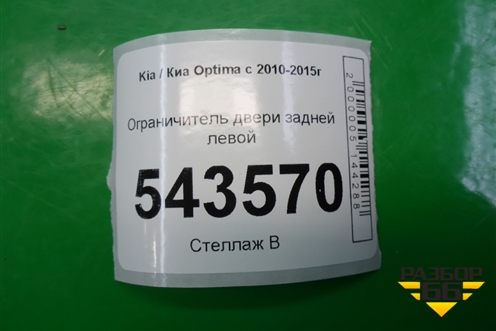 Kia / Киа Optima с 2010-2015г
Ограничитель двери задней
левой
543570
Стеллаж В
2000005144288
РАЗБОР
66